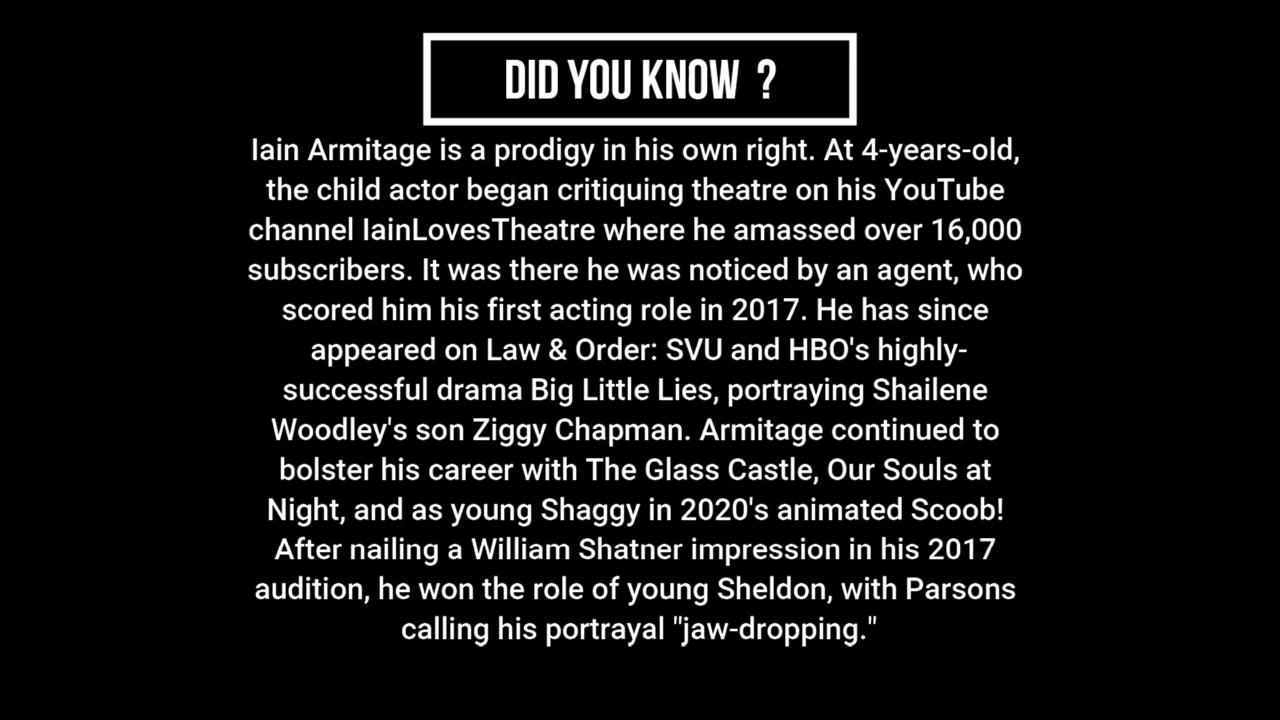 DID YOU KNOW ?
Iain Armitage is a prodigy in his own right. At 4-years-old,
the child actor began critiquing theatre on his YouTube
channel IainLovesTheatre where he amassed over 16,000
subscribers. It was there he was noticed by an agent, who
scored him his first acting role in 2017. He has since
appeared on Law & Order: SVU and HBO's highly-
successful drama Big Little Lies, portraying Shailene
Woodley's son Ziggy Chapman. Armitage continued to
bolster his career with The Glass Castle, Our Souls at
Night, and as young Shaggy in 2020's animated Scoob!
After nailing a William Shatner impression in his 2017
audition, he won the role of young Sheldon, with Parsons
calling his portrayal "jaw-dropping."